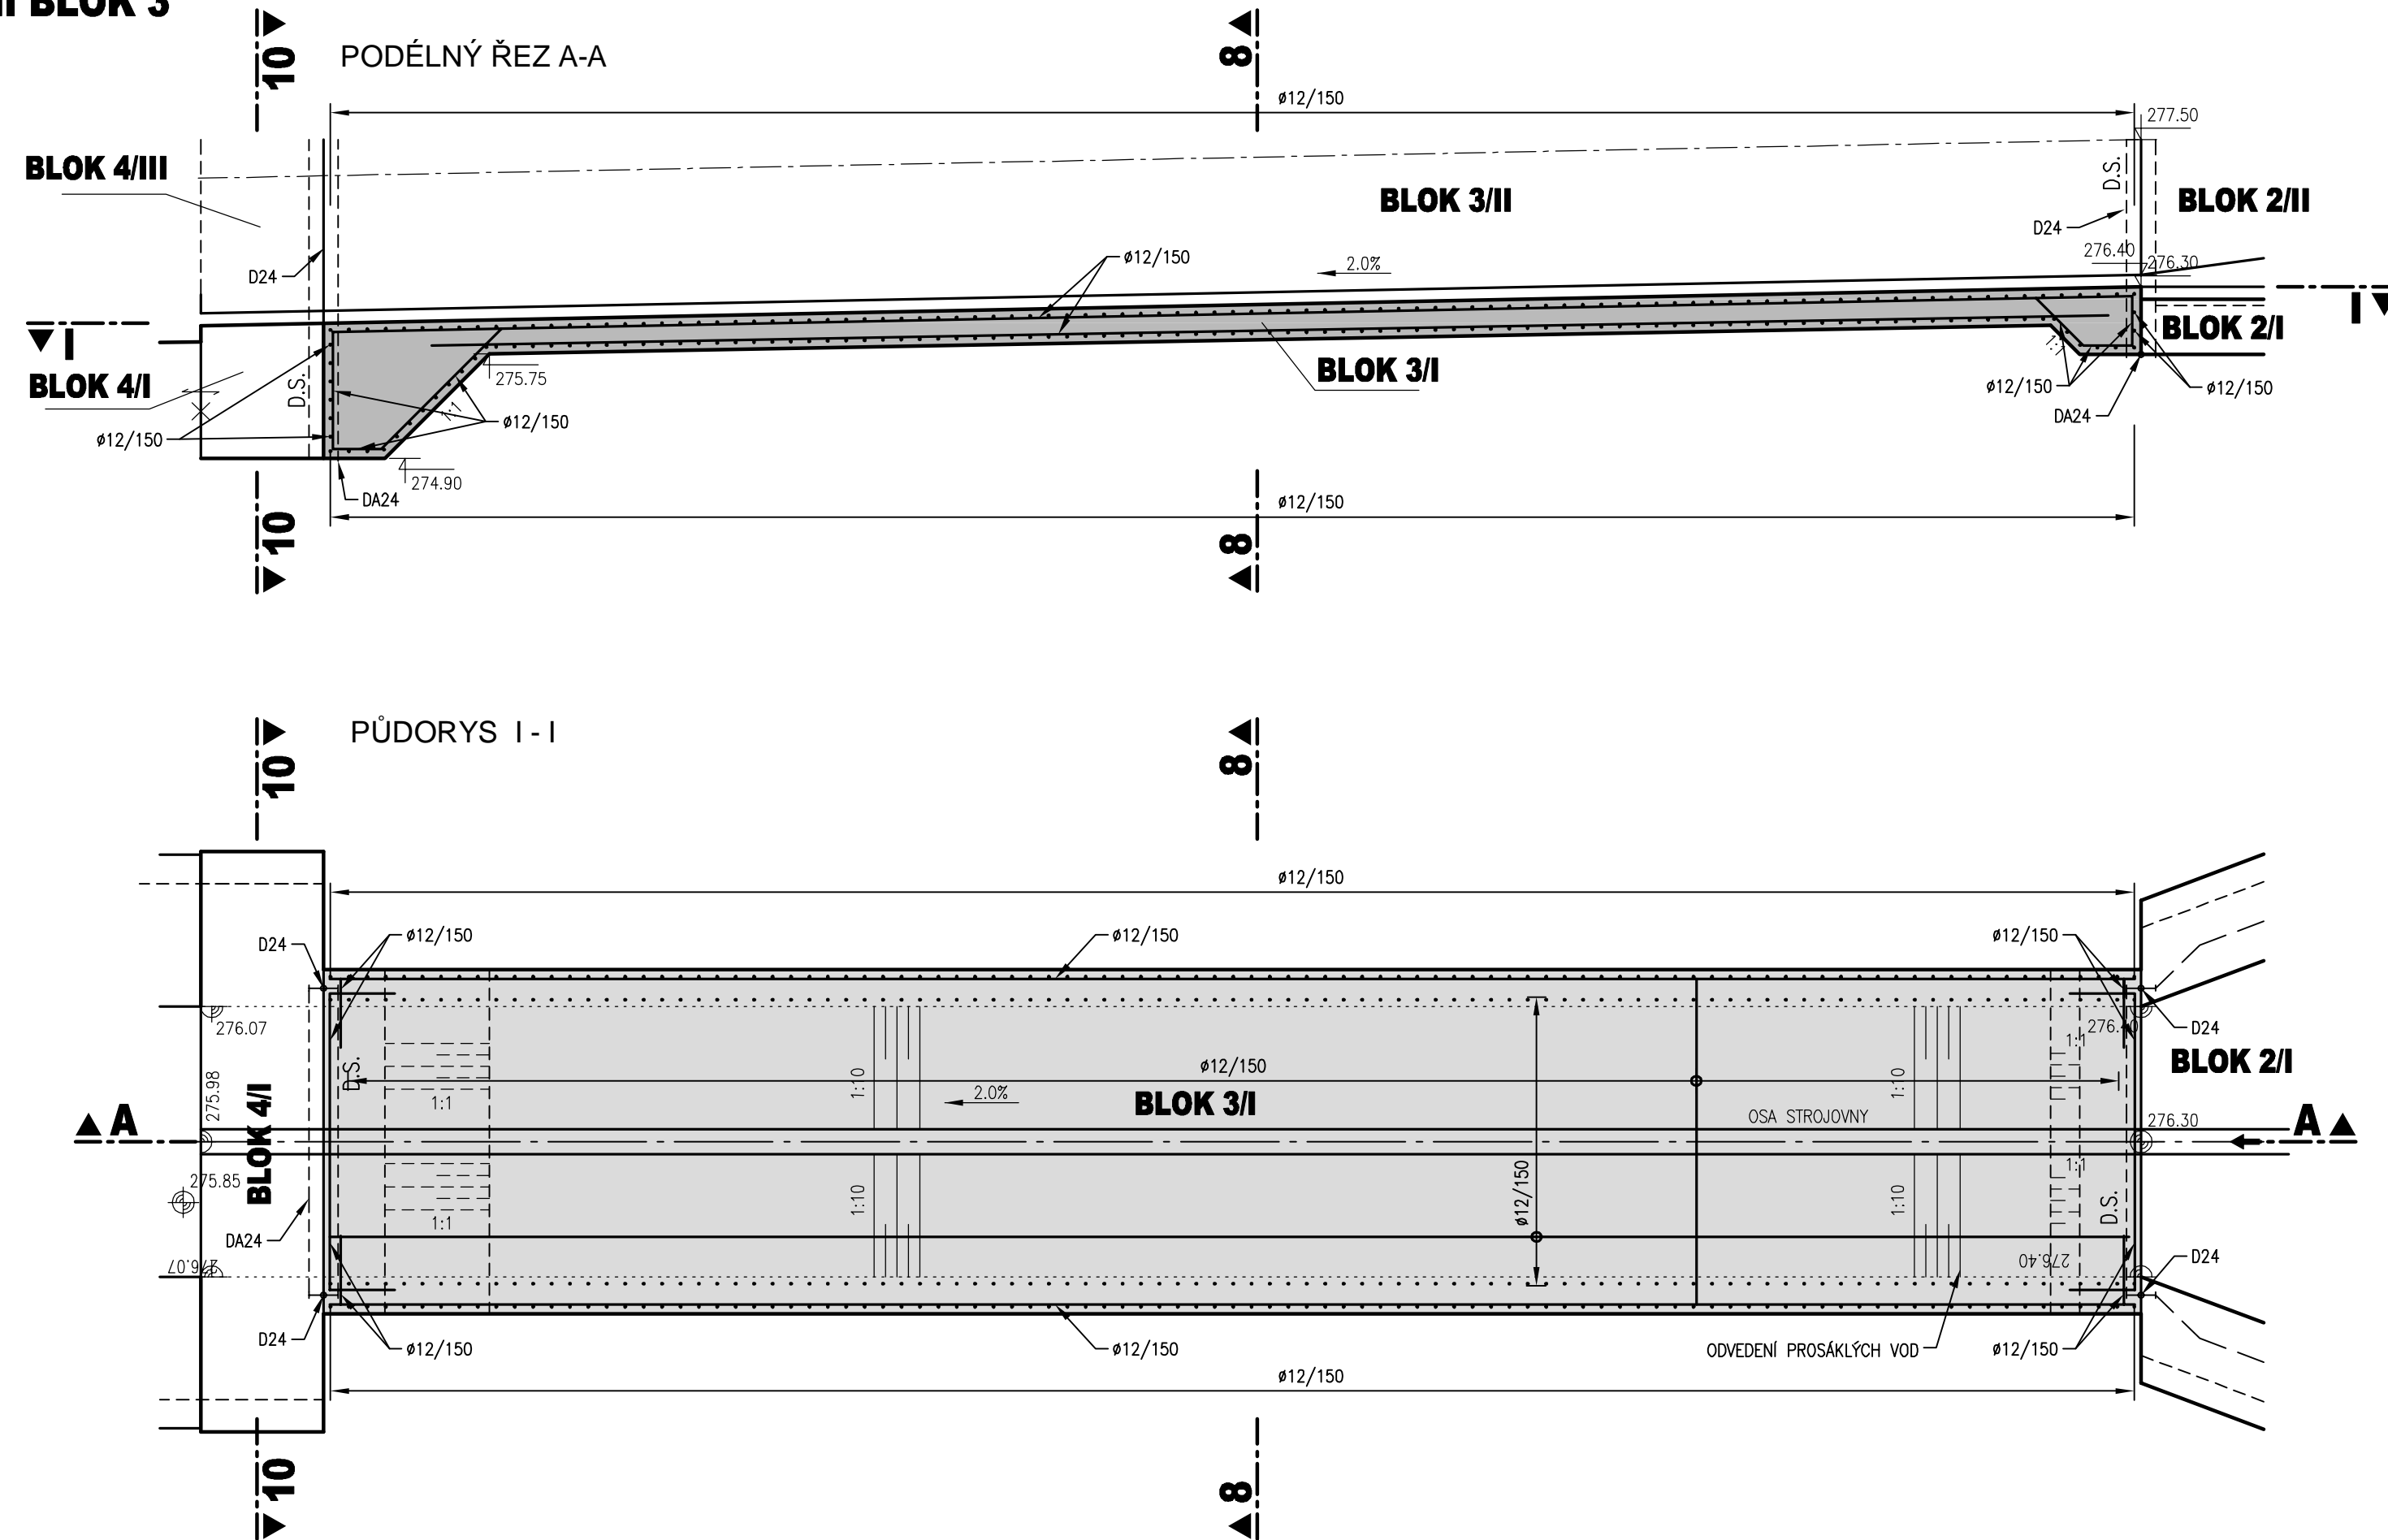 BLOK 3
10
PODÉLNÝ ŘEZ A-A
8
ø12/150
277.50
BLOK 4/III
D.S.
BLOK 3/II
BLOK 2/II
D24
276.40
276.30
D24
ø12/150
2.0%
I
I
BLOK 2/I
1:1
BLOK 4/I
D.S.
275.75
BLOK 3/I
ø12/150
ø12/150
1:1
ø12/150
DA24
ø12/150
274.90
DA24
ø12/150
10
8
PŮDORYS I - I
10
8
ø12/150
D24
ø12/150
ø12/150
ø12/150
276.07
276.40
D24
1:1
BLOK 2/I
D.S.
ø12/150
275.98
1:10
1:10
2.0%
BLOK 3/I
1:1
BLOK 4/I
OSA STROJOVNY
276.30
A
A
1:1
275.85
1:10
ø12/150
1:10
D.S.
1:1
DA24
276.07
276.40
D24
D24
ø12/150
ø12/150
ODVEDENÍ PROSÁKLÝCH VOD
ø12/150
ø12/150
10
8